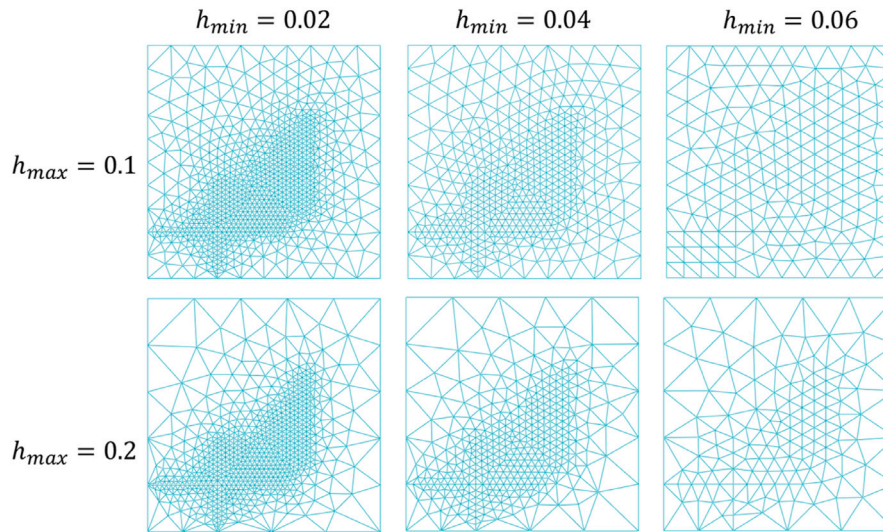 h_min = 0.02 h_min = 0.04 h_min = 0.06
h_max = 0.1
h_max = 0.2